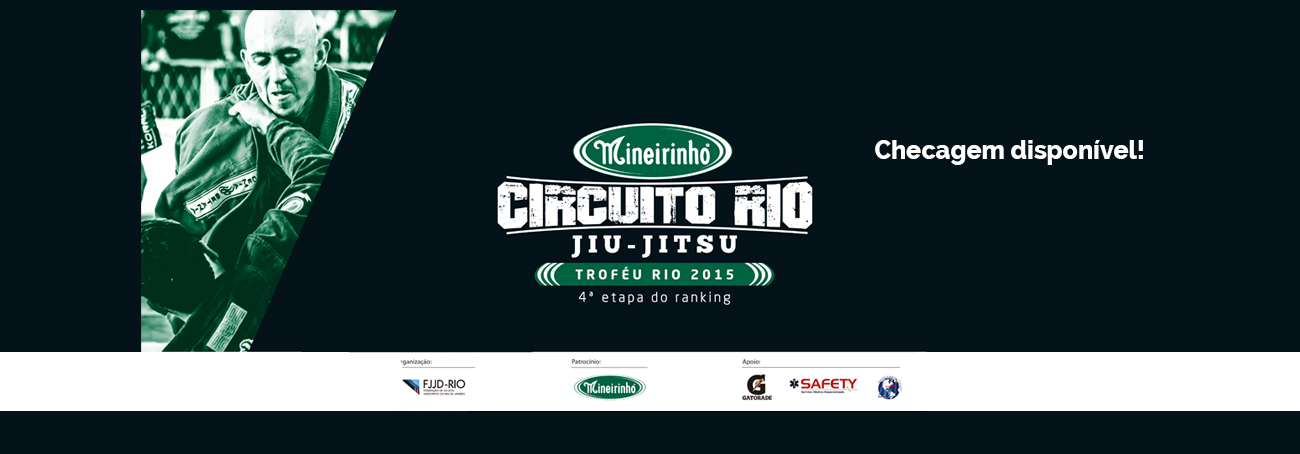 Mineirinho
CIRCUITO RIO
JIU-JITSU
TROFÉU RIO 2015
4ª etapa do ranking
Checagem disponível!
rganização:
FJJD-RIO
Patrocínio:
Mineirinho
Apoio:
G
GATORADE
SAFETY